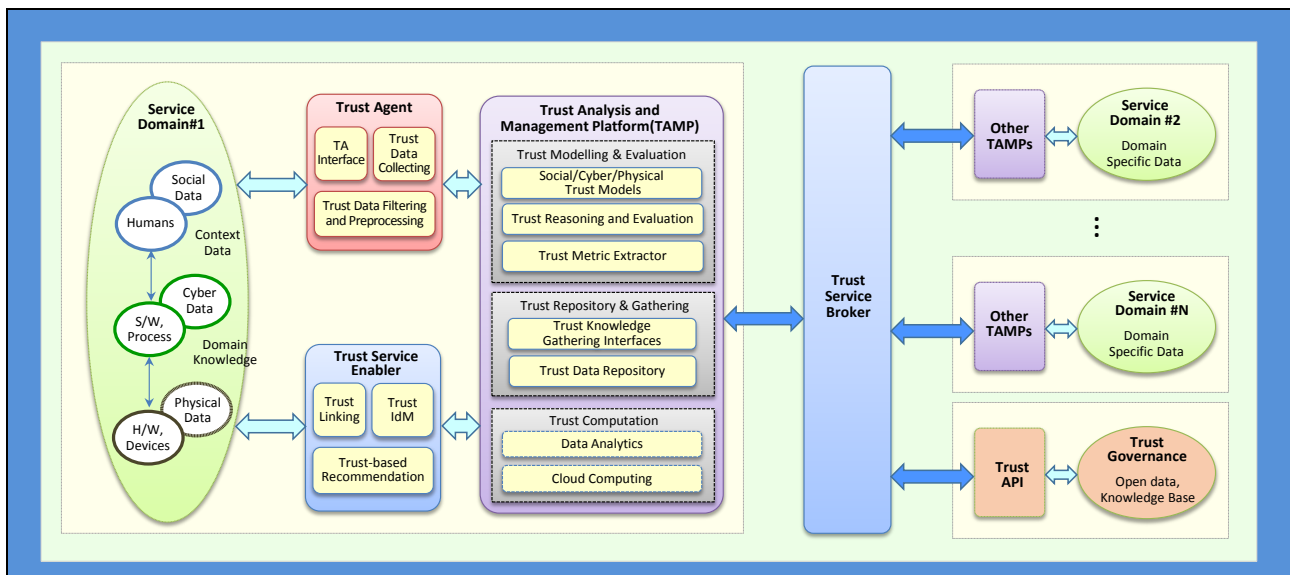 Service
Domain#1
Social
Data
Humans
Context
Data
Cyber
Data
S/W,
Process
Domain
Knowledge
Physical
Data
H/W,
Devices
Trust Agent
TA
Interface
Trust
Data
Collecting
Trust Data Filtering
and Preprocessing
Trust Service
Enabler
Trust
Linking
Trust
IdM
Trust-based
Recommendation
Trust Analysis and
Management Platform(TAMP)
Trust Modelling & Evaluation
Social/Cyber/Physical
Trust Models
Trust Reasoning and Evaluation
Trust Metric Extractor
Trust Repository & Gathering
Trust Knowledge
Gathering Interfaces
Trust Data Repository
Trust Computation
Data Analytics
Cloud Computing
Trust
Service
Broker
Other
TAMPs
Service
Domain #2
Domain
Specific Data
Other
TAMPs
Service
Domain #N
Domain
Specific Data
Trust
API
Trust
Governance
Open data,
Knowledge Base